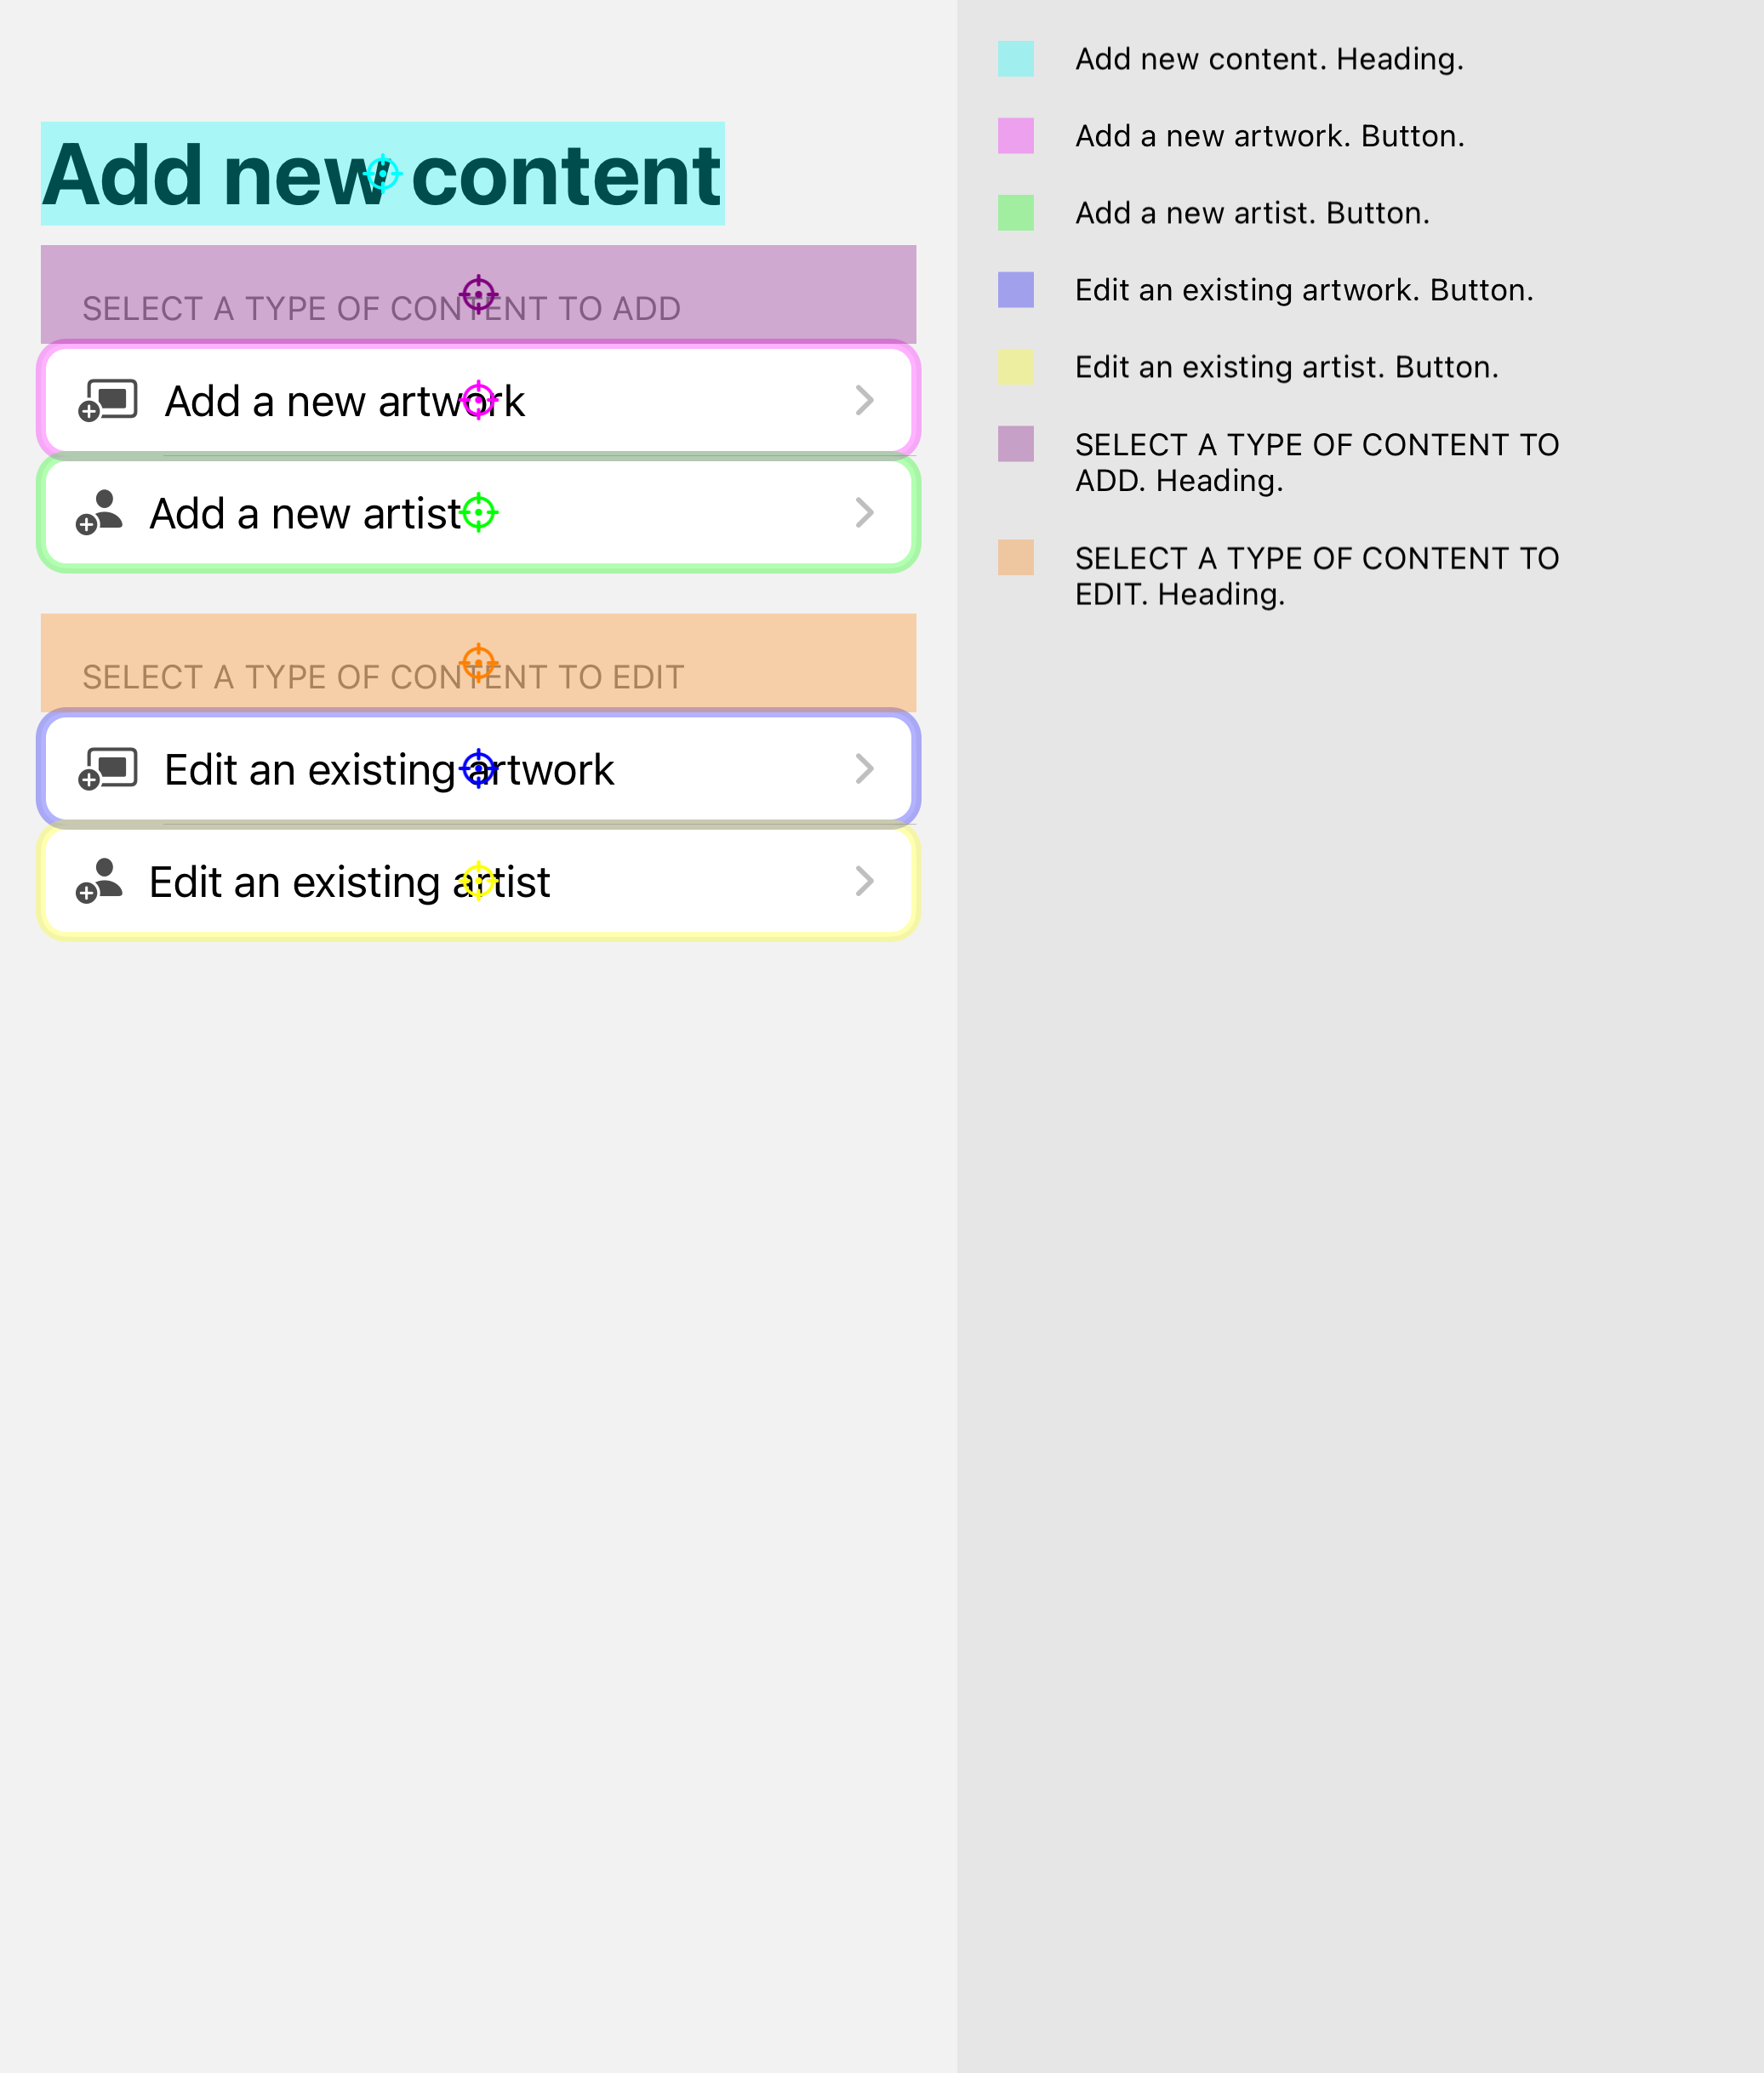 Add new content
SELECT A TYPE OF CONTENT TO ADD
Add a new artwork
Add a new artist
SELECT A TYPE OF CONTENT TO EDIT
Edit an existing artwork
Edit an existing artist
Add new content. Heading.
Add a new artwork. Button.
Add a new artist. Button.
Edit an existing artwork. Button.
Edit an existing artist. Button.
SELECT A TYPE OF CONTENT TO
ADD. Heading.
SELECT A TYPE OF CONTENT TO
EDIT. Heading.